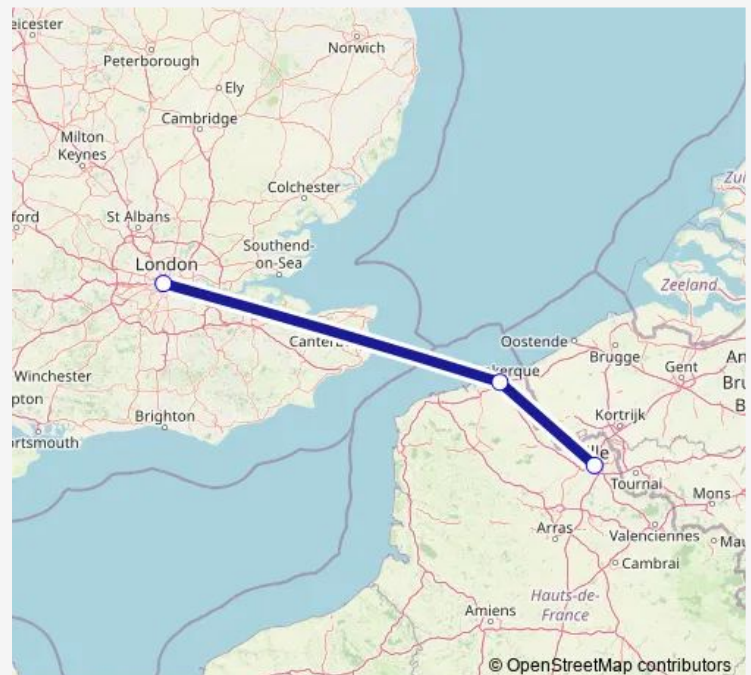 eicester
Norwich
Peterborough
Ely
Cambridge
Milton
Keynes
Colchester
ford
St Albans
Zui
Southend-
on-Sea
London
Zeeland
Oostende
Canterb
kerque
Brugge
Gent
An
Winchester
Bru
pton
B
Brighton
Kortrijk
ortsmouth
lle
Tournai
Mons
Arras
Valenciennes
Mau
Cambrai
Hauts-de-
France
Amiens
© OpenStreetMap contributors